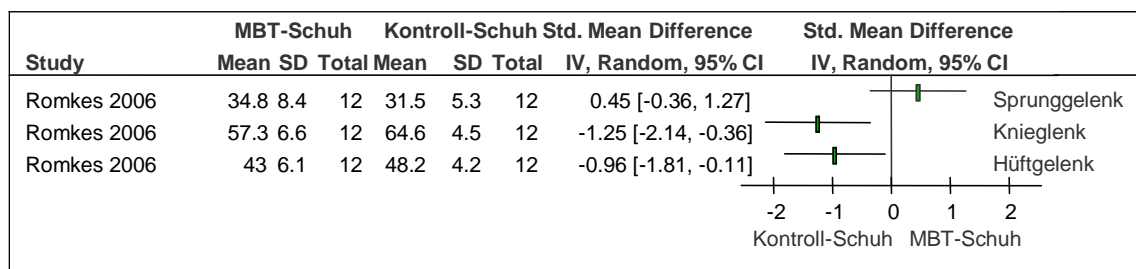 MBT-Schuh Kontroll-Schuh Std. Mean Difference Std. Mean Difference
Study Mean SD Total Mean SD Total IV, Random, 95% CI IV, Random, 95% CI
Romkes 2006 34.8 8.4 12 31.5 5.3 12 0.45 [-0.36, 1.27] Sprunggelenk
Romkes 2006 57.3 6.6 12 64.6 4.5 12 -1.25 [-2.14, -0.36] Knieglenk
Romkes 2006 43 6.1 12 48.2 4.2 12 -0.96 [-1.81, -0.11] Hüftgelenk
-2 -1 0 1 2
Kontroll-Schuh MBT-Schuh